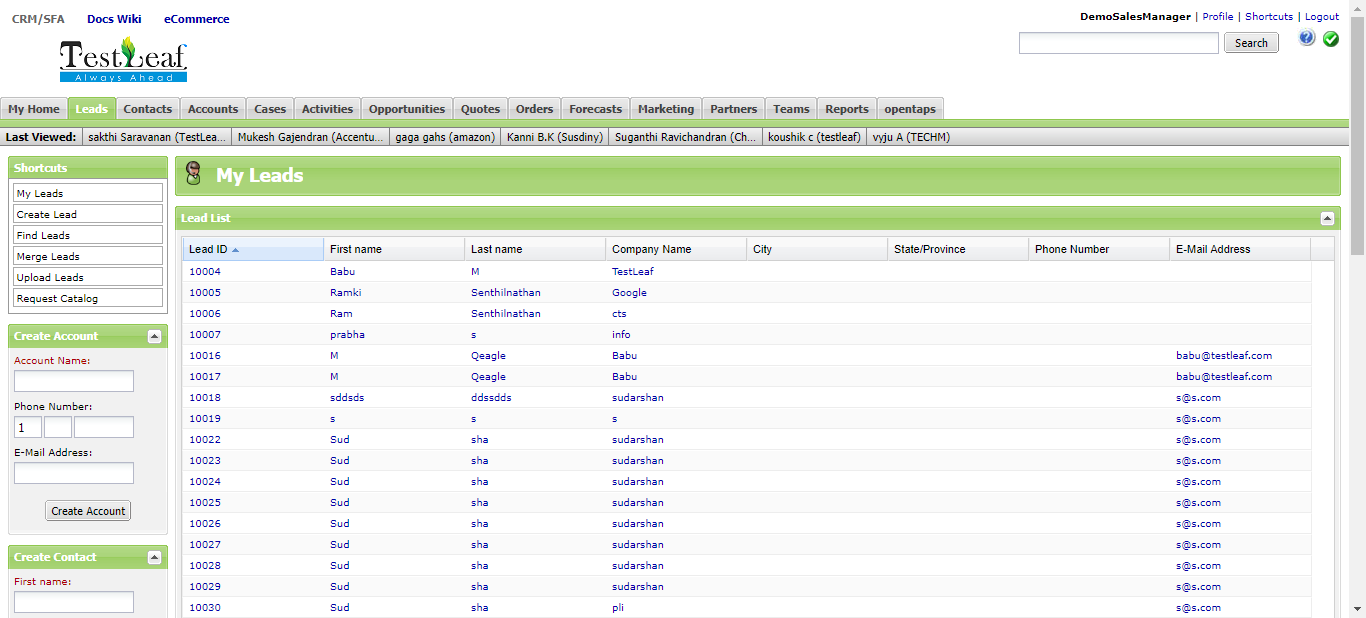 CRM/SFA Docs Wiki eCommerce
DemoSalesManager | Profile | Shortcuts | Logout
TestLeaf
Always Ahead
Search
?
My Home Leads Contacts Accounts Cases Activities Opportunities Quotes Orders Forecasts Marketing Partners Teams Reports opentaps
Last Viewed: sakthi Saravanan (TestLea... Mukesh Gajendran (Accentu... gaga gahs (amazon) Kanni B.K (Susdiny) Suganthi Ravichandran (Ch... koushik c (testleaf) vyju A (TECHM)
Shortcuts
My Leads
Create Lead
Find Leads
Merge Leads
Upload Leads
Request Catalog
Create Account
Account Name:
Phone Number:
1
E-Mail Address:
Create Account
Create Contact
First name:
My Leads
Lead List
Lead ID First name Last name Company Name City State/Province Phone Number E-Mail Address
10004 Babu M TestLeaf
10005 Ramki Senthilnathan Google
10006 Ram Senthilnathan cts
10007 prabha s info
10016 M Qeagle Babu babu@testleaf.com
10017 M Qeagle Babu babu@testleaf.com
10018 sddsds ddssdds sudarshan s@s.com
10019 s s s s@s.com
10022 Sud sha sudarshan s@s.com
10023 Sud sha sudarshan s@s.com
10024 Sud sha sudarshan s@s.com
10025 Sud sha sudarshan s@s.com
10026 Sud sha sudarshan s@s.com
10027 Sud sha sudarshan s@s.com
10028 Sud sha sudarshan s@s.com
10029 Sud sha sudarshan s@s.com
10030 Sud sha pli s@s.com